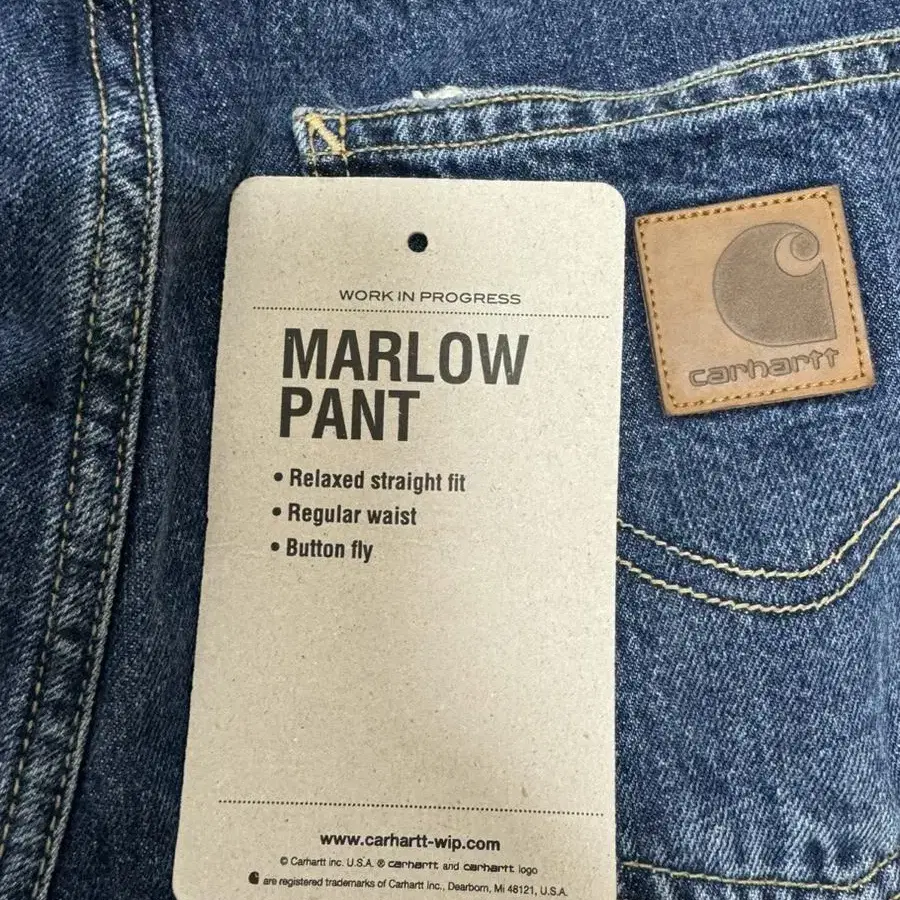 WORK IN PROGRESS
MARLOW
PANT
• Relaxed straight fit
• Regular waist
• Button fly
carhartt
www.carhartt-wip.com
© Carhartt inc. U.S.A. ® carhartt and carhartt logo
are registered trademarks of Carhartt Inc., Dearborn, Mi 48121, U.S.A.